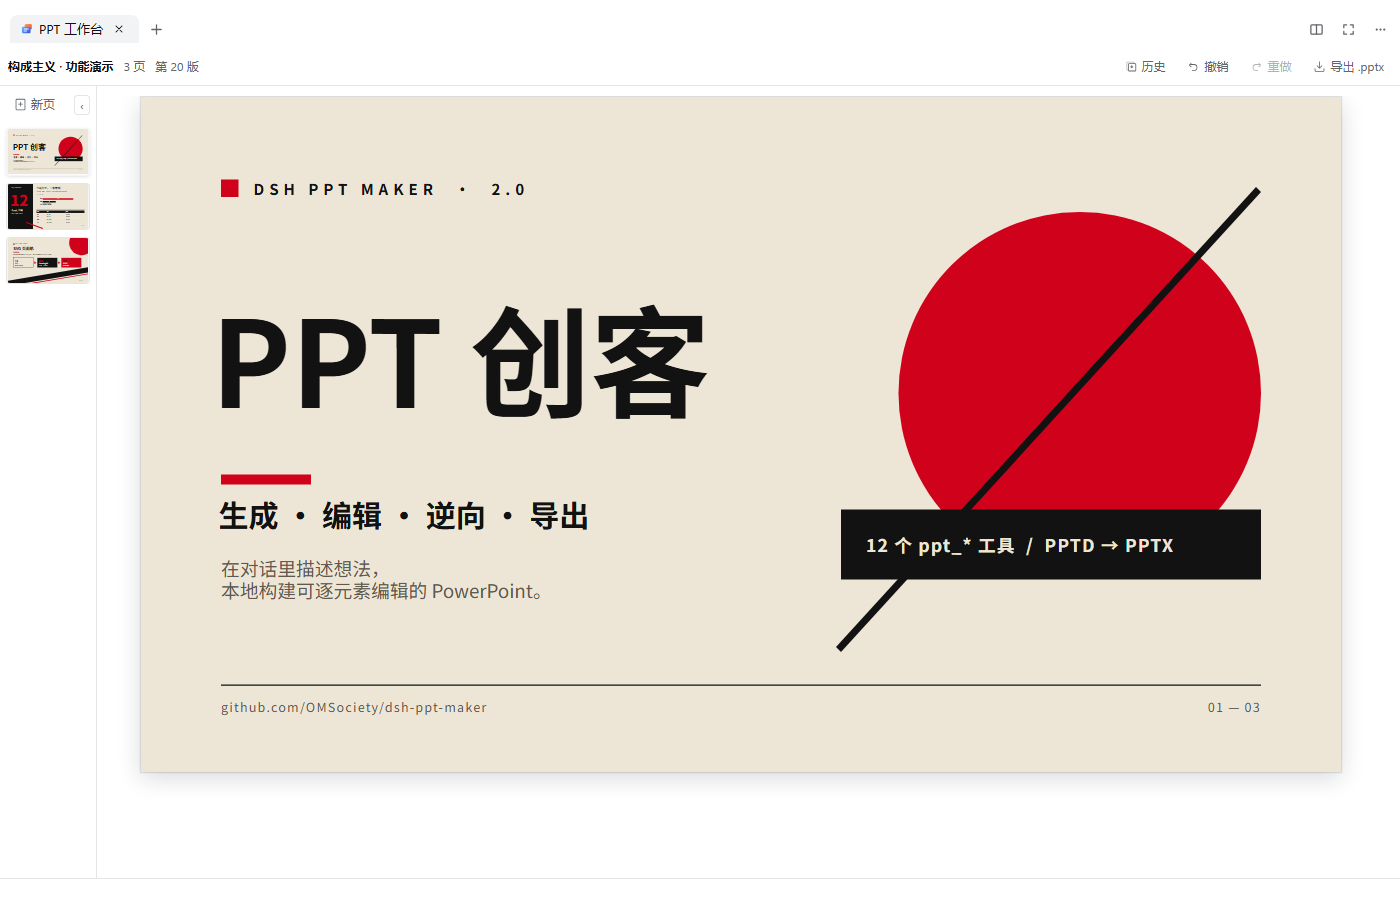 PPT 工作台
构成主义 · 功能演示 3 页 第 20 版
历史 撤销 重做 导出 .pptx
新页
PPT 创客
12
DSH PPT MAKER · 2.0
PPT 创客
生成 · 编辑 · 逆向 · 导出
在对话里描述想法，
本地构建可逐元素编辑的 PowerPoint。
12 个 ppt_* 工具 / PPTD → PPTX
github.com/OMSociety/dsh-ppt-maker
01 — 03